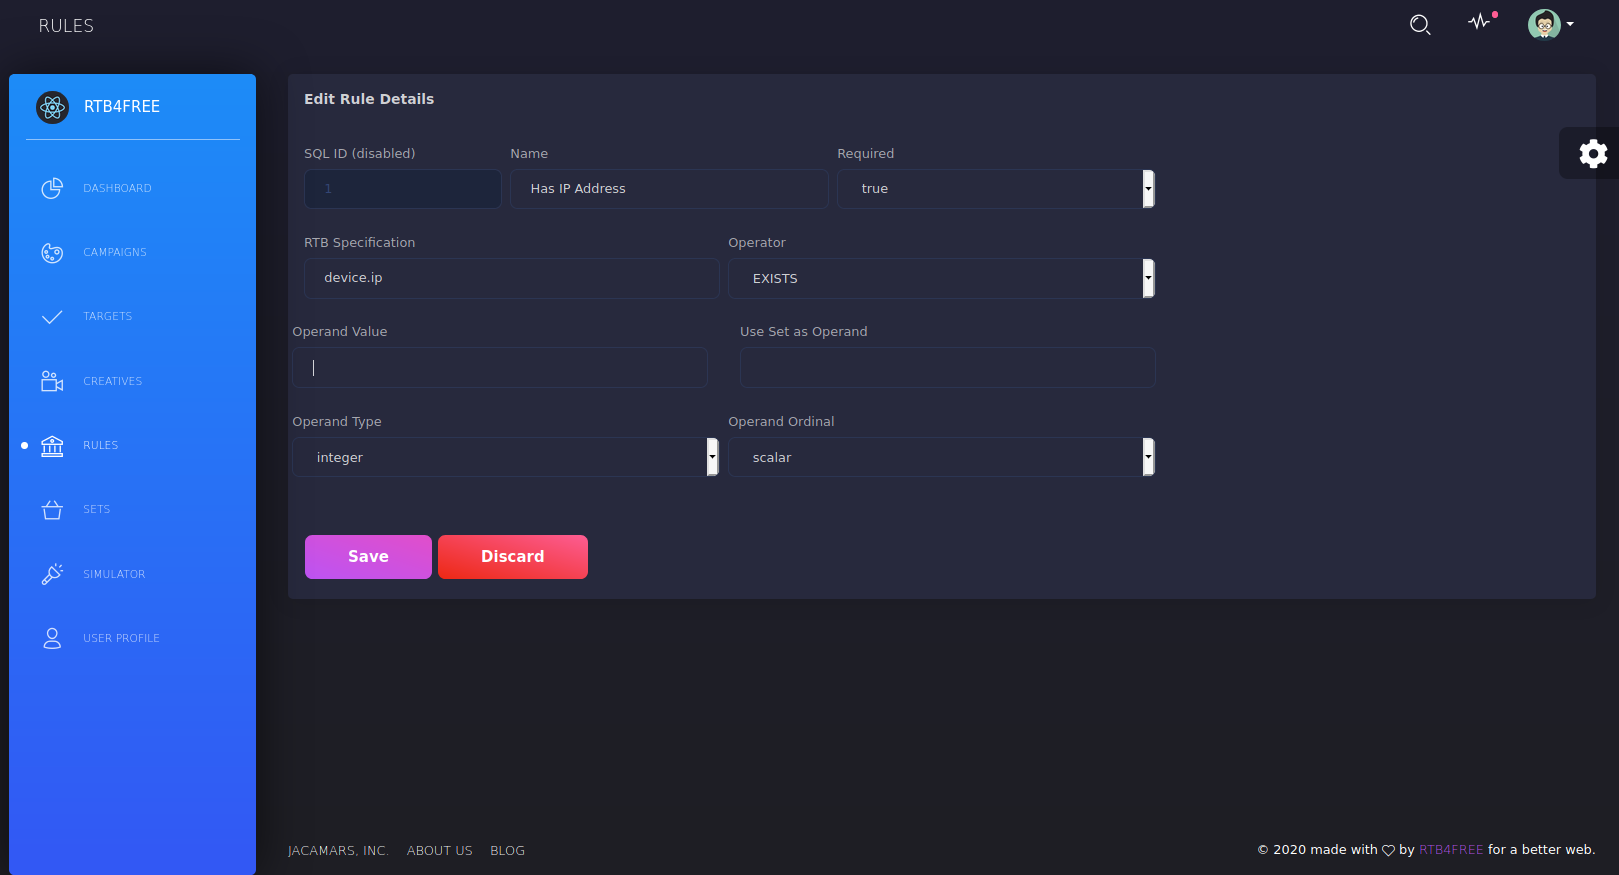 RULES
RTB4FREE
DASHBOARD
CAMPAIGNS
TARGETS
CREATIVES
RULES
SETS
SIMULATOR
USER PROFILE
Edit Rule Details
SQL ID (disabled) Name Required
1 Has IP Address true
RTB Specification Operator
device.ip EXISTS
Operand Value Use Set as Operand
Operand Type Operand Ordinal
integer scalar
Save Discard
JACAMARS, INC. ABOUT US BLOG © 2020 made with ♡ by RTB4FREE for a better web.